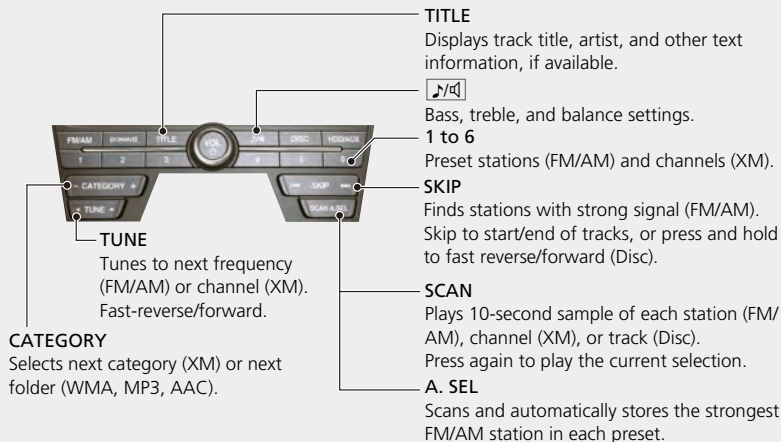 TITLE
Displays track title, artist, and other text
information, if available.
Bass, treble, and balance settings.
1 to 6
Preset stations (FM/AM) and channels (XM).
SKIP
Finds stations with strong signal (FM/AM).
Skip to start/end of tracks, or press and hold
to fast reverse/forward (Disc).
SCAN
Plays 10-second sample of each station (FM/
AM), channel (XM), or track (Disc).
Press again to play the current selection.
A. SEL
Scans and automatically stores the strongest
FM/AM station in each preset.
FM/AM TITLE VOL DISC HDD/AUX
1 2 3 4 5 6
- CATEGORY + SKIP
TUNE SCAN A.SEL
TUNE
Tunes to next frequency
(FM/AM) or channel (XM).
Fast-reverse/forward.
CATEGORY
Selects next category (XM) or next
folder (WMA, MP3, AAC).